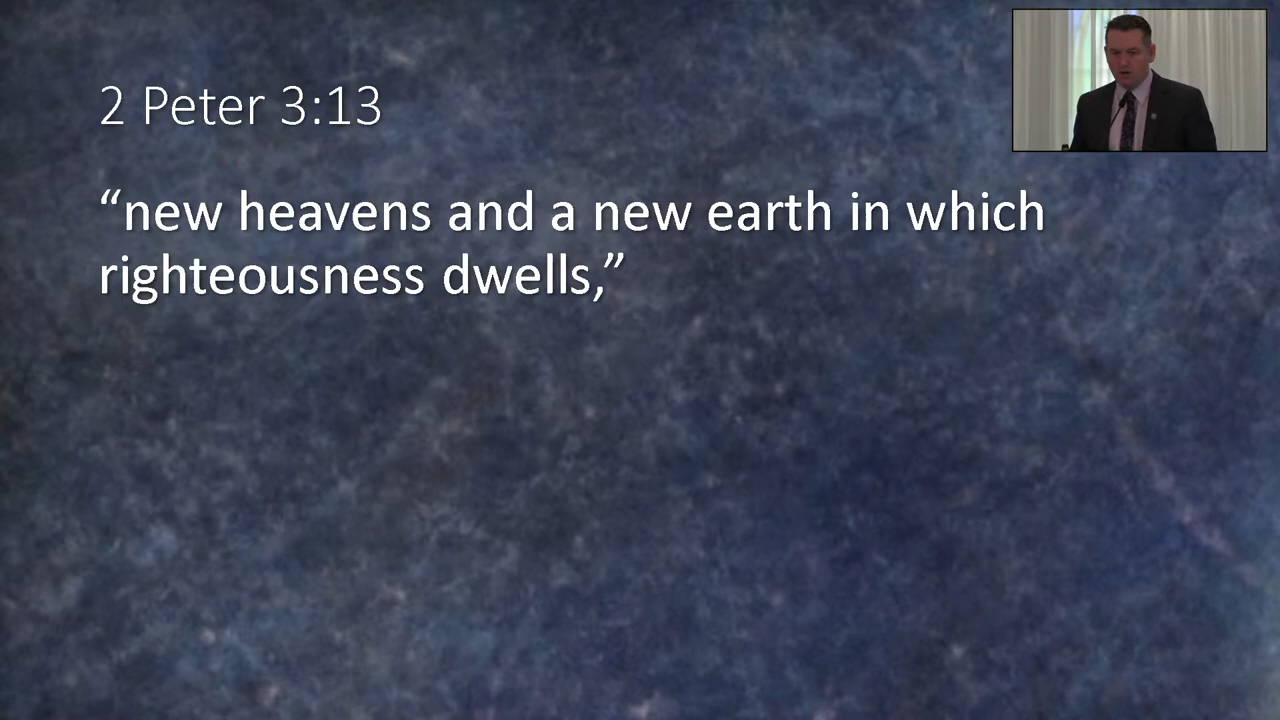 2 Peter 3:13
“new heavens and a new earth in which
righteousness dwells,”